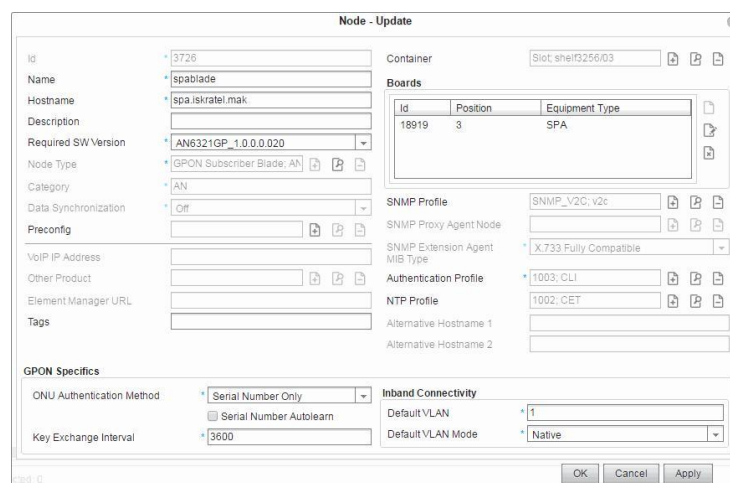 Node - Update
Id * 3726
Name * spablade
Hostname * spa.iskratel.mak
Description
Required SW Version * AN6321GP_1.0.0.0.020
Node Type * GPON Subscriber Blade; AN
Category * AN
Data Synchronization * Off
Preconfig
VoIP IP Address
Other Product
Element Manager URL
Tags
Container Slot; shelf3256/03
Boards
Id Position Equipment Type
18919 3 SPA
SNMP Profile SNMP_V2C; v2c
SNMP Proxy Agent Node
SNMP Extension Agent
MIB Type * X.733 Fully Compatible
Authentication Profile * 1003; CLI
NTP Profile 1002; CET
Alternative Hostname 1
Alternative Hostname 2
GPON Specifics
ONU Authentication Method * Serial Number Only
Serial Number Autolearn
Key Exchange Interval * 3600
Inband Connectivity
Default VLAN * 1
Default VLAN Mode * Native
OK Cancel Apply